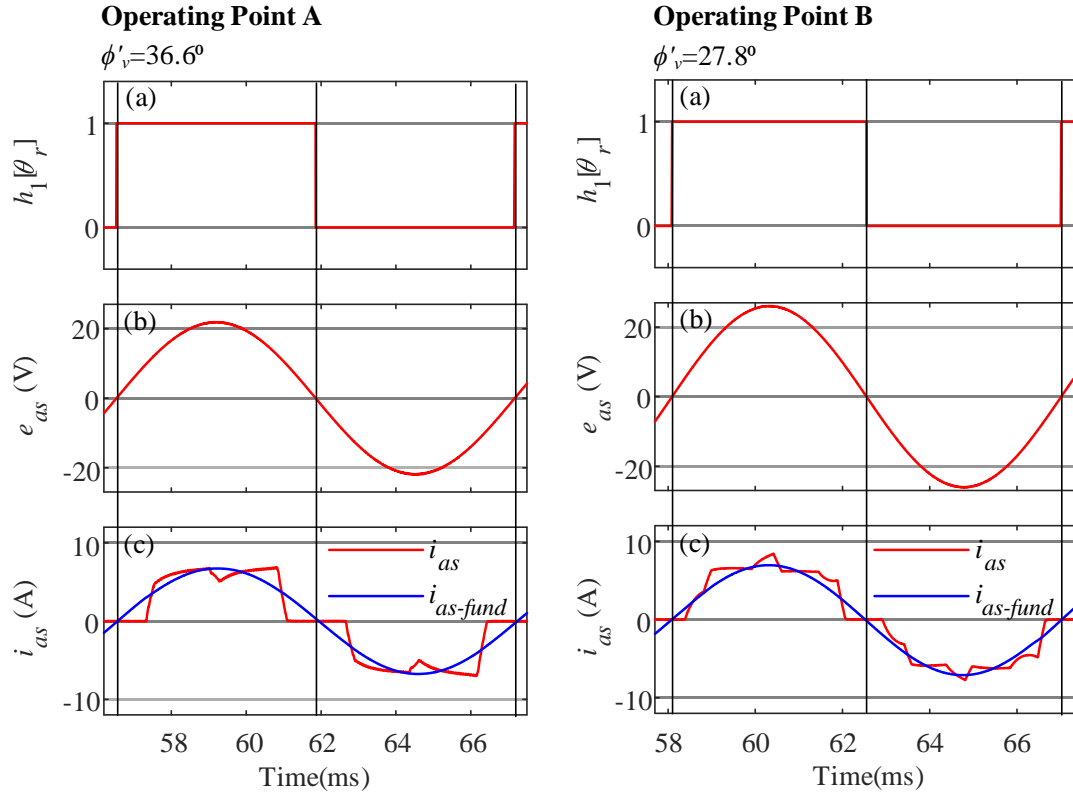 Operating Point A
ϕ'v=36.6º
(a)
h1[θr]
1
0
(b)
eas (V)
20
0
-20
(c)
ias
ias-fund
ias (A)
10
0
-10
58 60 62 64 66
Time(ms)
Operating Point B
ϕ'v=27.8º
(a)
h1[θr]
1
0
(b)
eas (V)
20
0
-20
(c)
ias
ias-fund
ias (A)
10
0
-10
58 60 62 64 66
Time(ms)